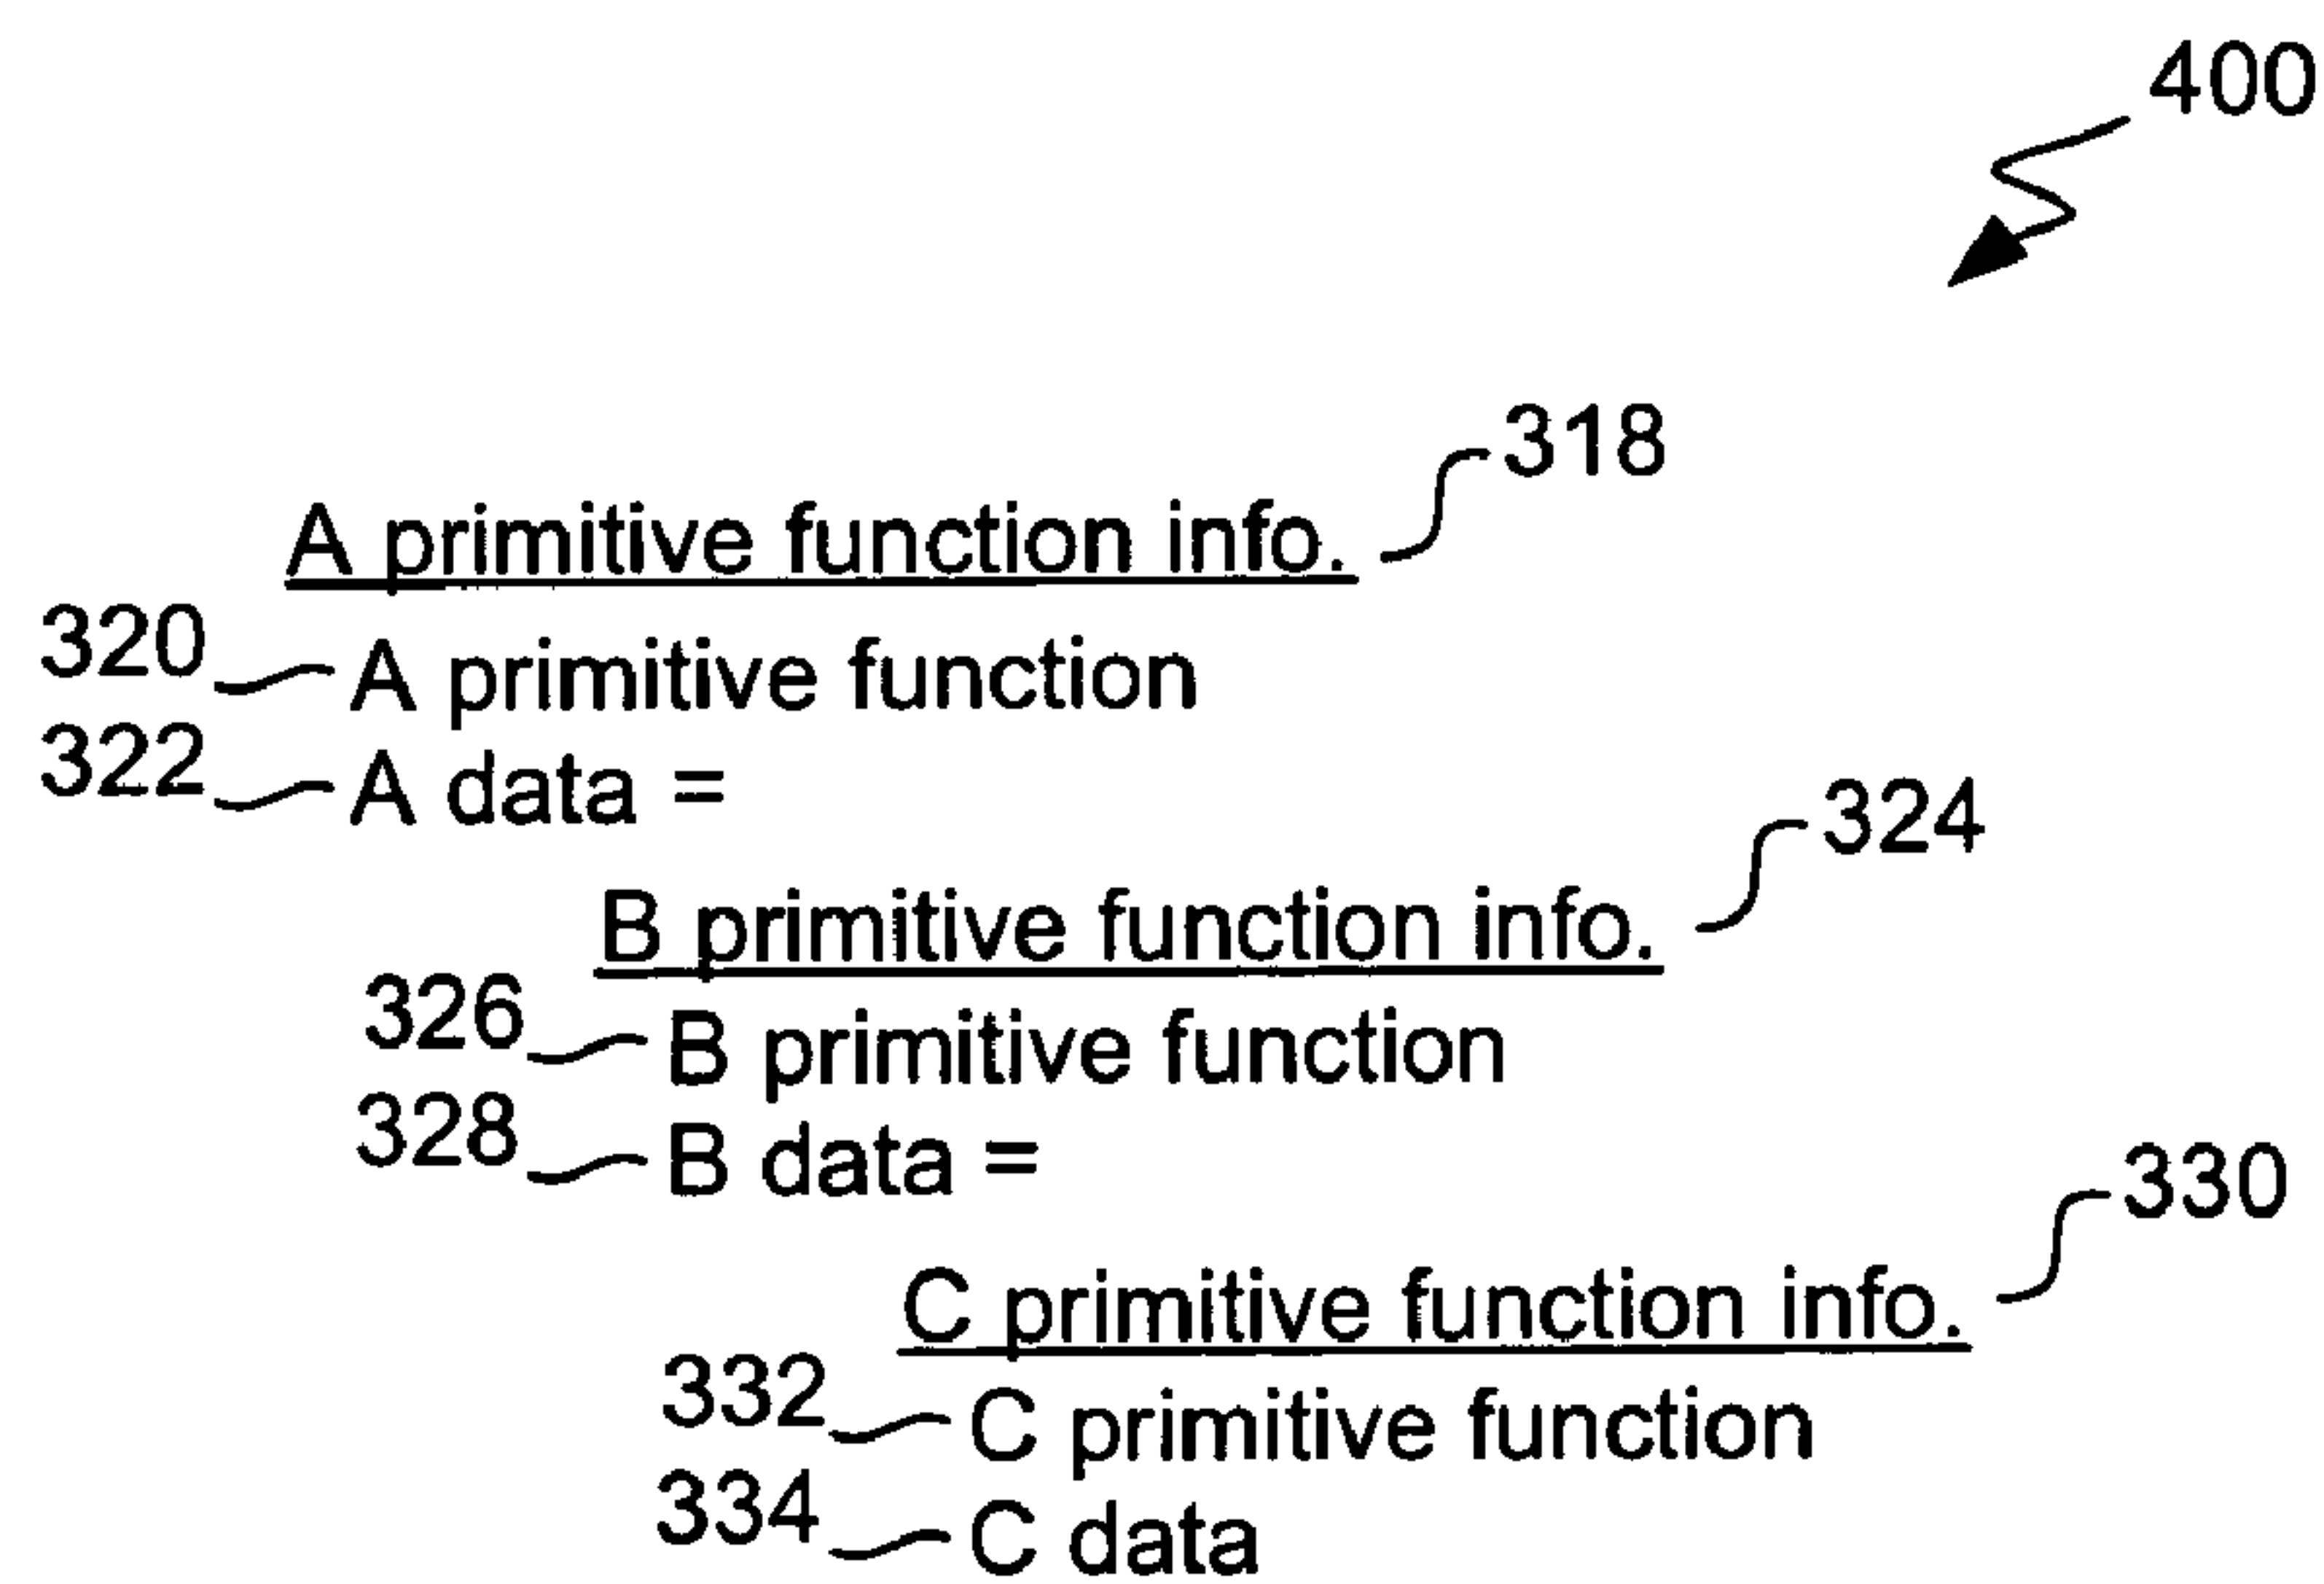 400
318
A primitive function info.
320 A primitive function
322 A data =
324
B primitive function info.
326 B primitive function
328 B data =
330
C primitive function info.
332 C primitive function
334 C data